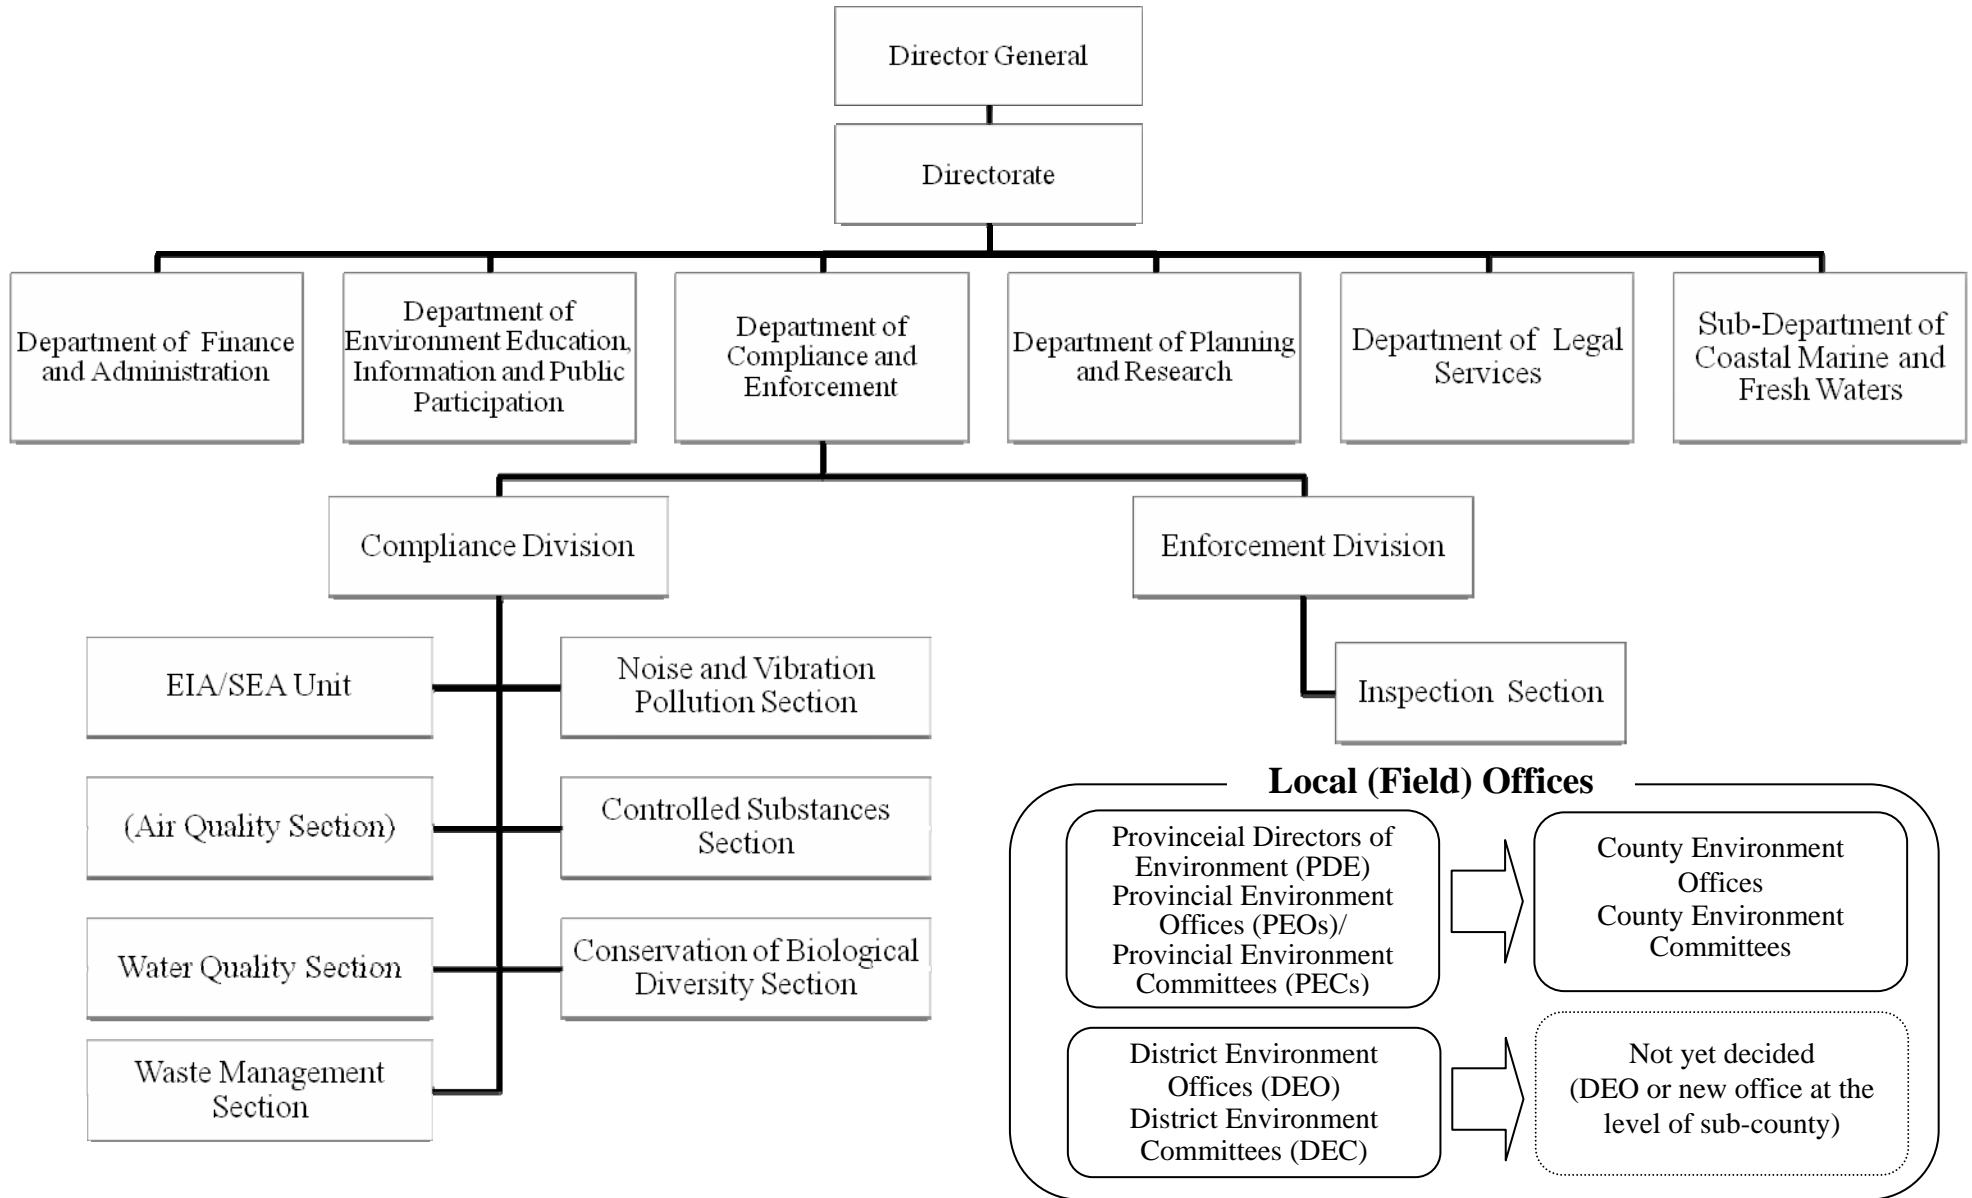 Director General
Directorate
Department of Finance
and Administration
Department of
Environment Education,
Information and Public
Participation
Department of
Compliance and
Enforcement
Department of Planning
and Research
Department of Legal
Services
Sub-Department of
Coastal Marine and
Fresh Waters
Compliance Division
Enforcement Division
EIA/SEA Unit
Noise and Vibration
Pollution Section
Inspection Section
(Air Quality Section)
Controlled Substances
Section
Water Quality Section
Conservation of Biological
Diversity Section
Waste Management
Section
Local (Field) Offices
Provinceial Directors of
Environment (PDE)
Provincial Environment
Offices (PEOs)/
Provincial Environment
Committees (PECs)
County Environment
Offices
County Environment
Committees
District Environment
Offices (DEO)
District Environment
Committees (DEC)
Not yet decided
(DEO or new office at the
level of sub-county)